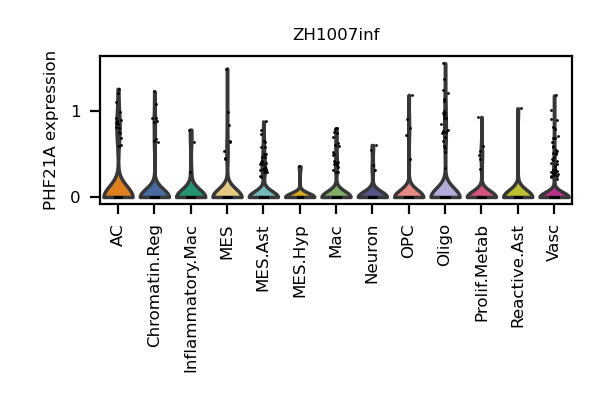 ZH1007inf
PHF21A expression
1
0
AC
Chromatin.Reg
Inflammatory.Mac
MES
MES.Ast
MES.Hyp
Mac
Neuron
OPC
Oligo
Prolif.Metab
Reactive.Ast
Vasc